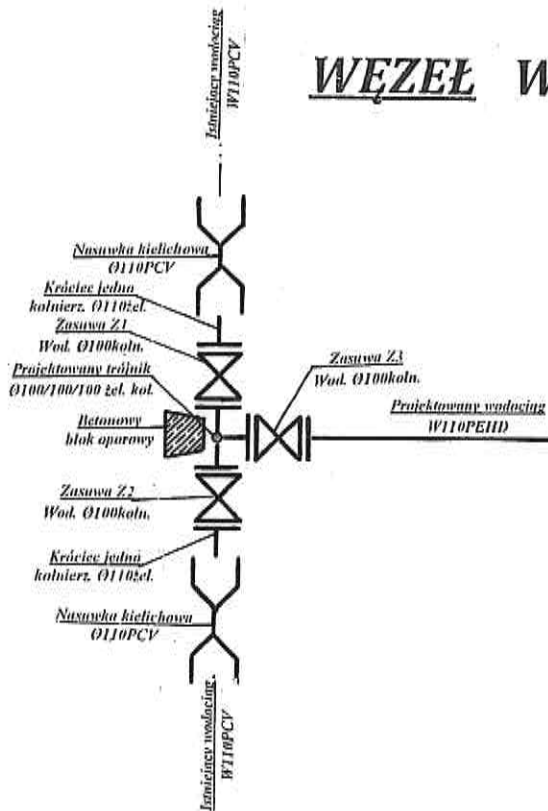 WĘZEŁ W
Istniejący wodociąg
W110PCV
Nasuwka kielichowa
Ø110PCV
Króciec jedno
kołnierz. Ø110żel.
Zasuwa Z1
Wod. Ø100kołn.
Projektowany trójnik
Ø100/100/100 żel. koł.
Betonowy
blok oporowy
Zasuwa Z3
Wod. Ø100kołn.
Projektowany wodociąg
W110PEHD
Zasuwa Z2
Wod. Ø100kołn.
Króciec jedno
kołnierz. Ø110żel.
Nasuwka kielichowa
Ø110PCV
Istniejący wodociąg
W110PCV